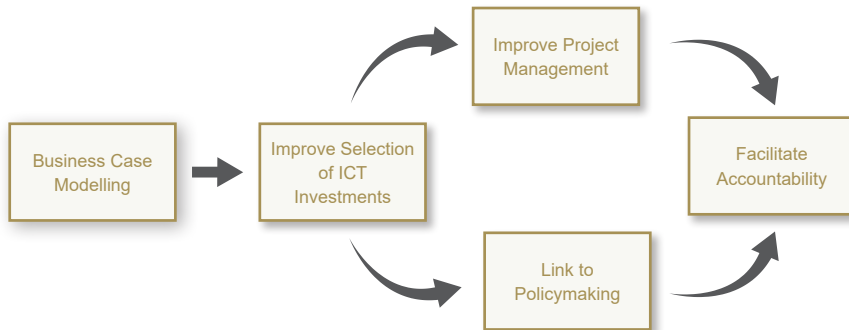 Business Case
Modelling
Improve Selection
of ICT
Investments
Improve Project
Management
Link to
Policymaking
Facilitate
Accountability